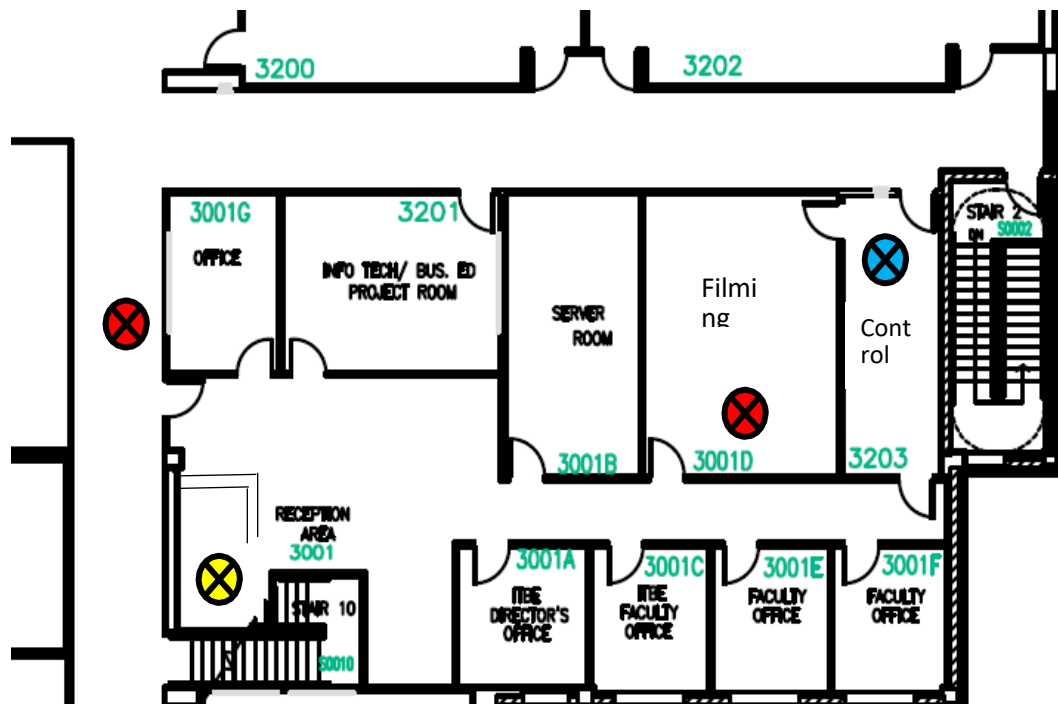 3200
3202
3001G
OFFICE
3201
INFO TECH/ BUS. ED
PROJECT ROOM
SERVER
ROOM
3001B
Filmi
ng
3001D
Cont
rol
3203
STAIR 2
DN
S0002
RECEPTION
AREA
3001
STAIR 10
S0010
3001A
ITBE
DIRECTOR'S
OFFICE
3001C
ITBE
FACULTY
OFFICE
3001E
FACULTY
OFFICE
3001F
FACULTY
OFFICE